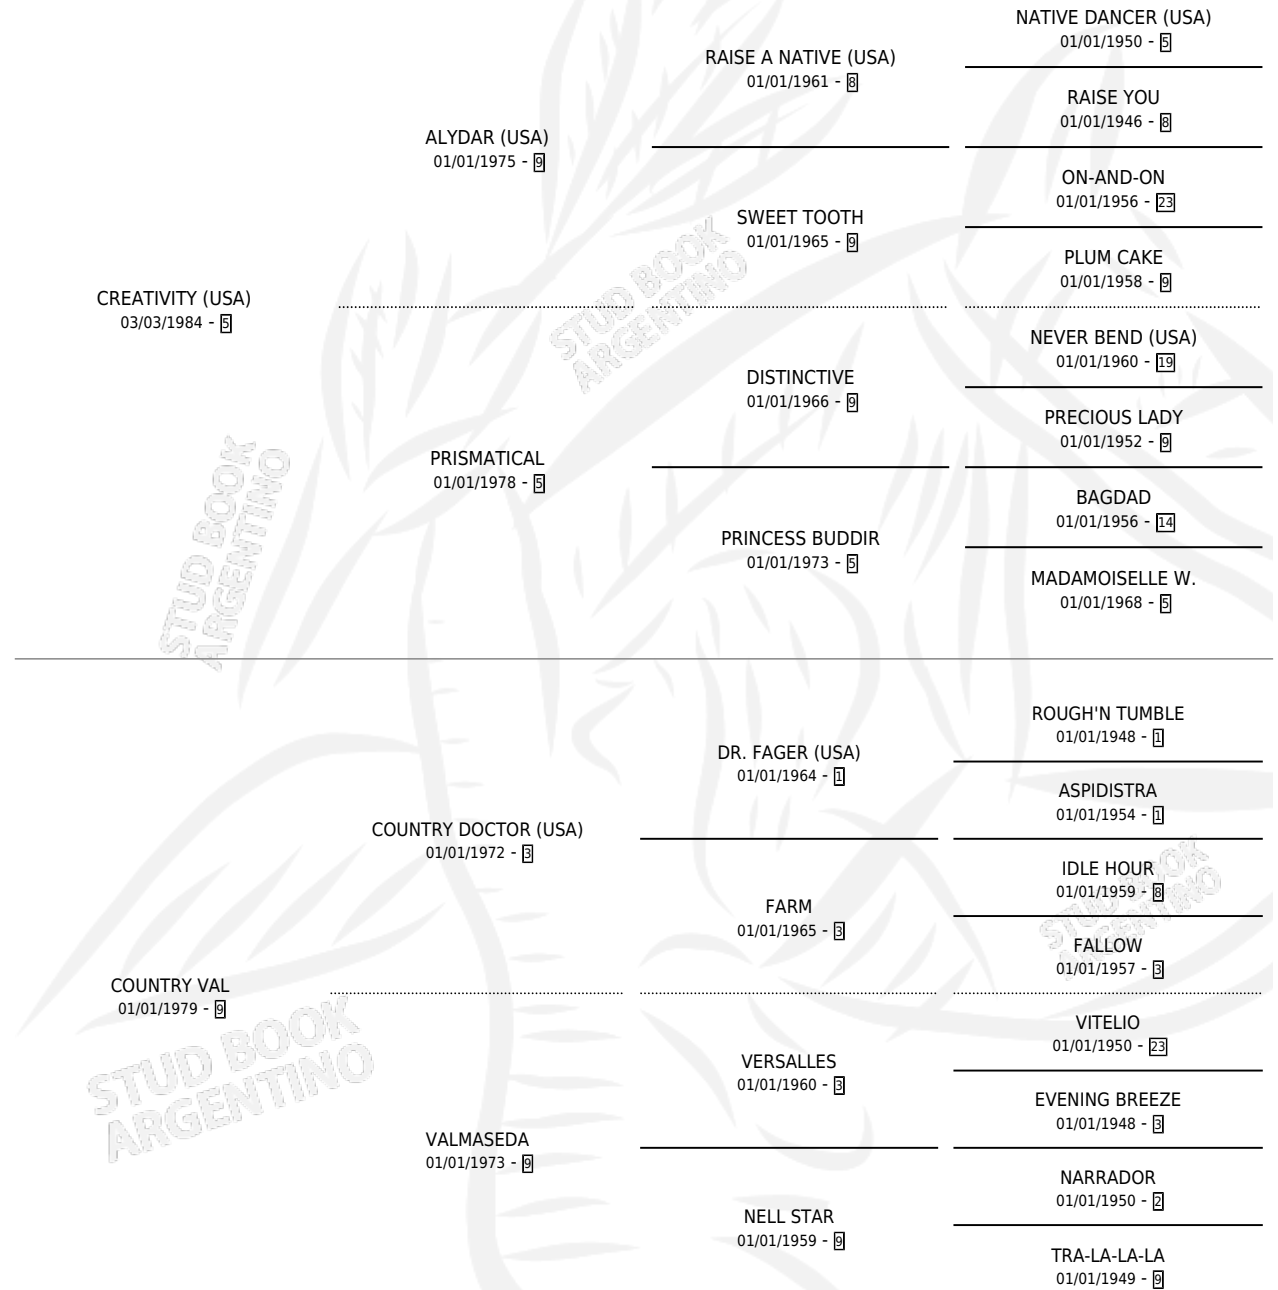 NATIVE DANCER (USA)
01/01/1950 - 5
RAISE A NATIVE (USA)
01/01/1961 - 8
RAISE YOU
01/01/1946 - 8
ALYDAR (USA)
01/01/1975 - 9
ON-AND-ON
01/01/1956 - 23
SWEET TOOTH
01/01/1965 - 9
PLUM CAKE
01/01/1958 - 9
CREATIVITY (USA)
03/03/1984 - 5
NEVER BEND (USA)
01/01/1960 - 19
DISTINCTIVE
01/01/1966 - 9
PRECIOUS LADY
01/01/1952 - 9
PRISMATICAL
01/01/1978 - 5
BAGDAD
01/01/1956 - 14
PRINCESS BUDDIR
01/01/1973 - 5
MADAMOISELLE W.
01/01/1968 - 5
ROUGH'N TUMBLE
01/01/1948 - 1
DR. FAGER (USA)
01/01/1964 - 1
ASPIDISTRA
01/01/1954 - 1
COUNTRY DOCTOR (USA)
01/01/1972 - 3
IDLE HOUR
01/01/1959 - 8
FARM
01/01/1965 - 3
FALLOW
01/01/1957 - 3
COUNTRY VAL
01/01/1979 - 9
VITELIO
01/01/1950 - 23
VERSALLES
01/01/1960 - 3
EVENING BREEZE
01/01/1948 - 3
VALMASEDA
01/01/1973 - 9
NARRADOR
01/01/1950 - 2
NELL STAR
01/01/1959 - 9
TRA-LA-LA-LA
01/01/1949 - 9
STUD BOOK
ARGENTINO
STUD BOOK
ARGENTINO
STUD BOOK
ARGENTINO
STUD BOOK
ARGENTINO